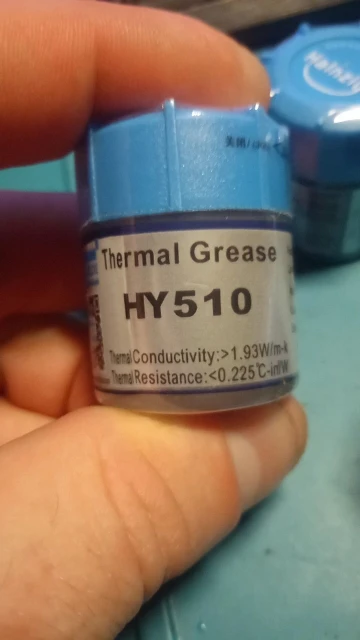 Thermal Grease
HY510
Thermal Conductivity:>1.93W/m-K
Thermal Resistance:<0.225℃-in²/W